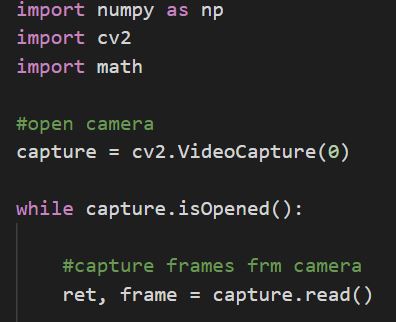 import numpy as np
import cv2
import math
#open camera
capture = cv2.VideoCapture(0)
while capture.isOpened():
#capture frames frm camera
ret, frame = capture.read()